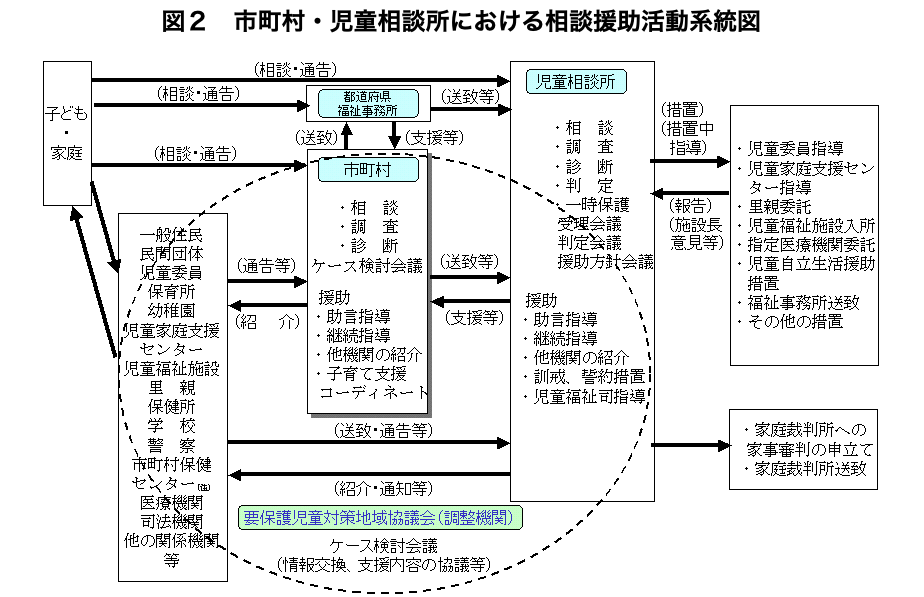 図２　市町村・児童相談所における相談援助活動系統図
子ども
・
家庭
(相談・通告)
(相談・通告)
(相談・通告)
都道府県
福祉事務所
(送致等)
(送致)
(支援等)
市町村
・相　談
・調　査
・診　断
ケース検討会議
援助
・助言指導
・継続指導
・他機関の紹介
・子育て支援
コーディネート
児童相談所
・相　談
・調　査
・診　断
・判　定
・一時保護
受理会議
判定会議
援助方針会議
援助
・助言指導
・継続指導
・他機関の紹介
・訓戒、誓約措置
・児童福祉司指導
(措置)
(措置中
指導)
(報告)
(施設長
意見等)
・児童委員指導
・児童家庭支援セン
ター指導
・里親委託
・児童福祉施設入所
・指定医療機関委託
・児童自立生活援助
措置
・福祉事務所送致
・その他の措置
・家庭裁判所への
家事審判の申立て
・家庭裁判所送致
一般住民
民間団体
児童委員
保育所
幼稚園
児童家庭支援
センター
児童福祉施設
里　親
保健所
学　校
警　察
市町村保健
センター
医療機関
司法機関
他の関係機関
等
(通告等)
(紹　介)
(送致等)
(支援等)
(送致・通告等)
(紹介・通知等)
要保護児童対策地域協議会(調整機関)
ケース検討会議
(情報交換、支援内容の協議等)